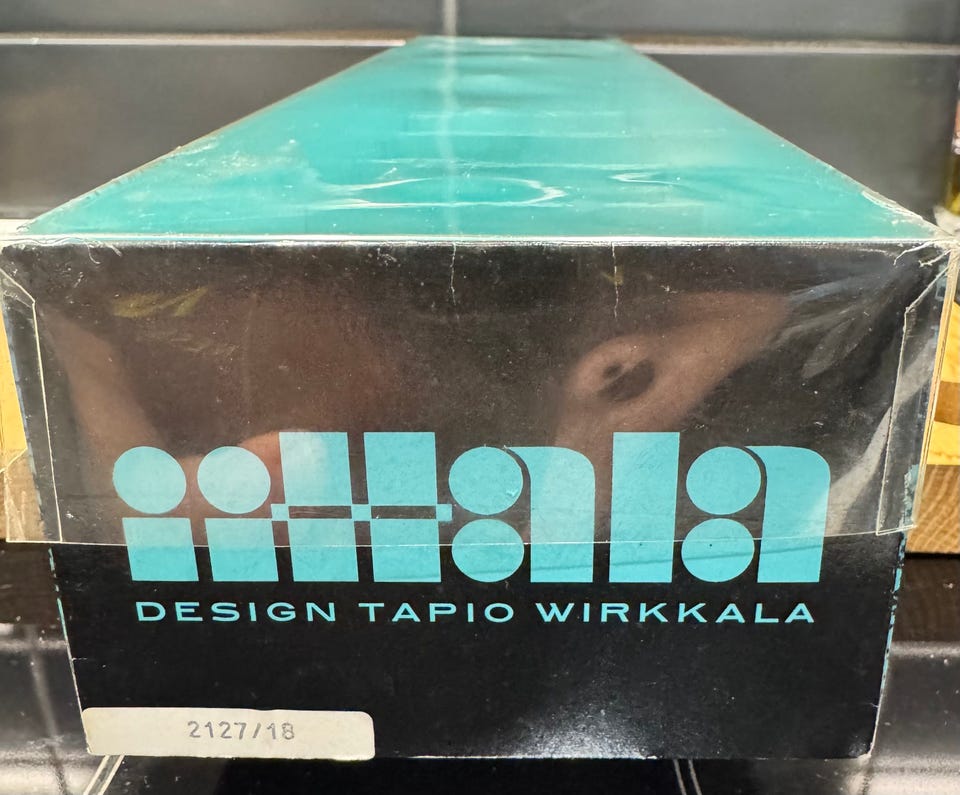 iittala
DESIGN TAPIO WIRKKALA
2127/18